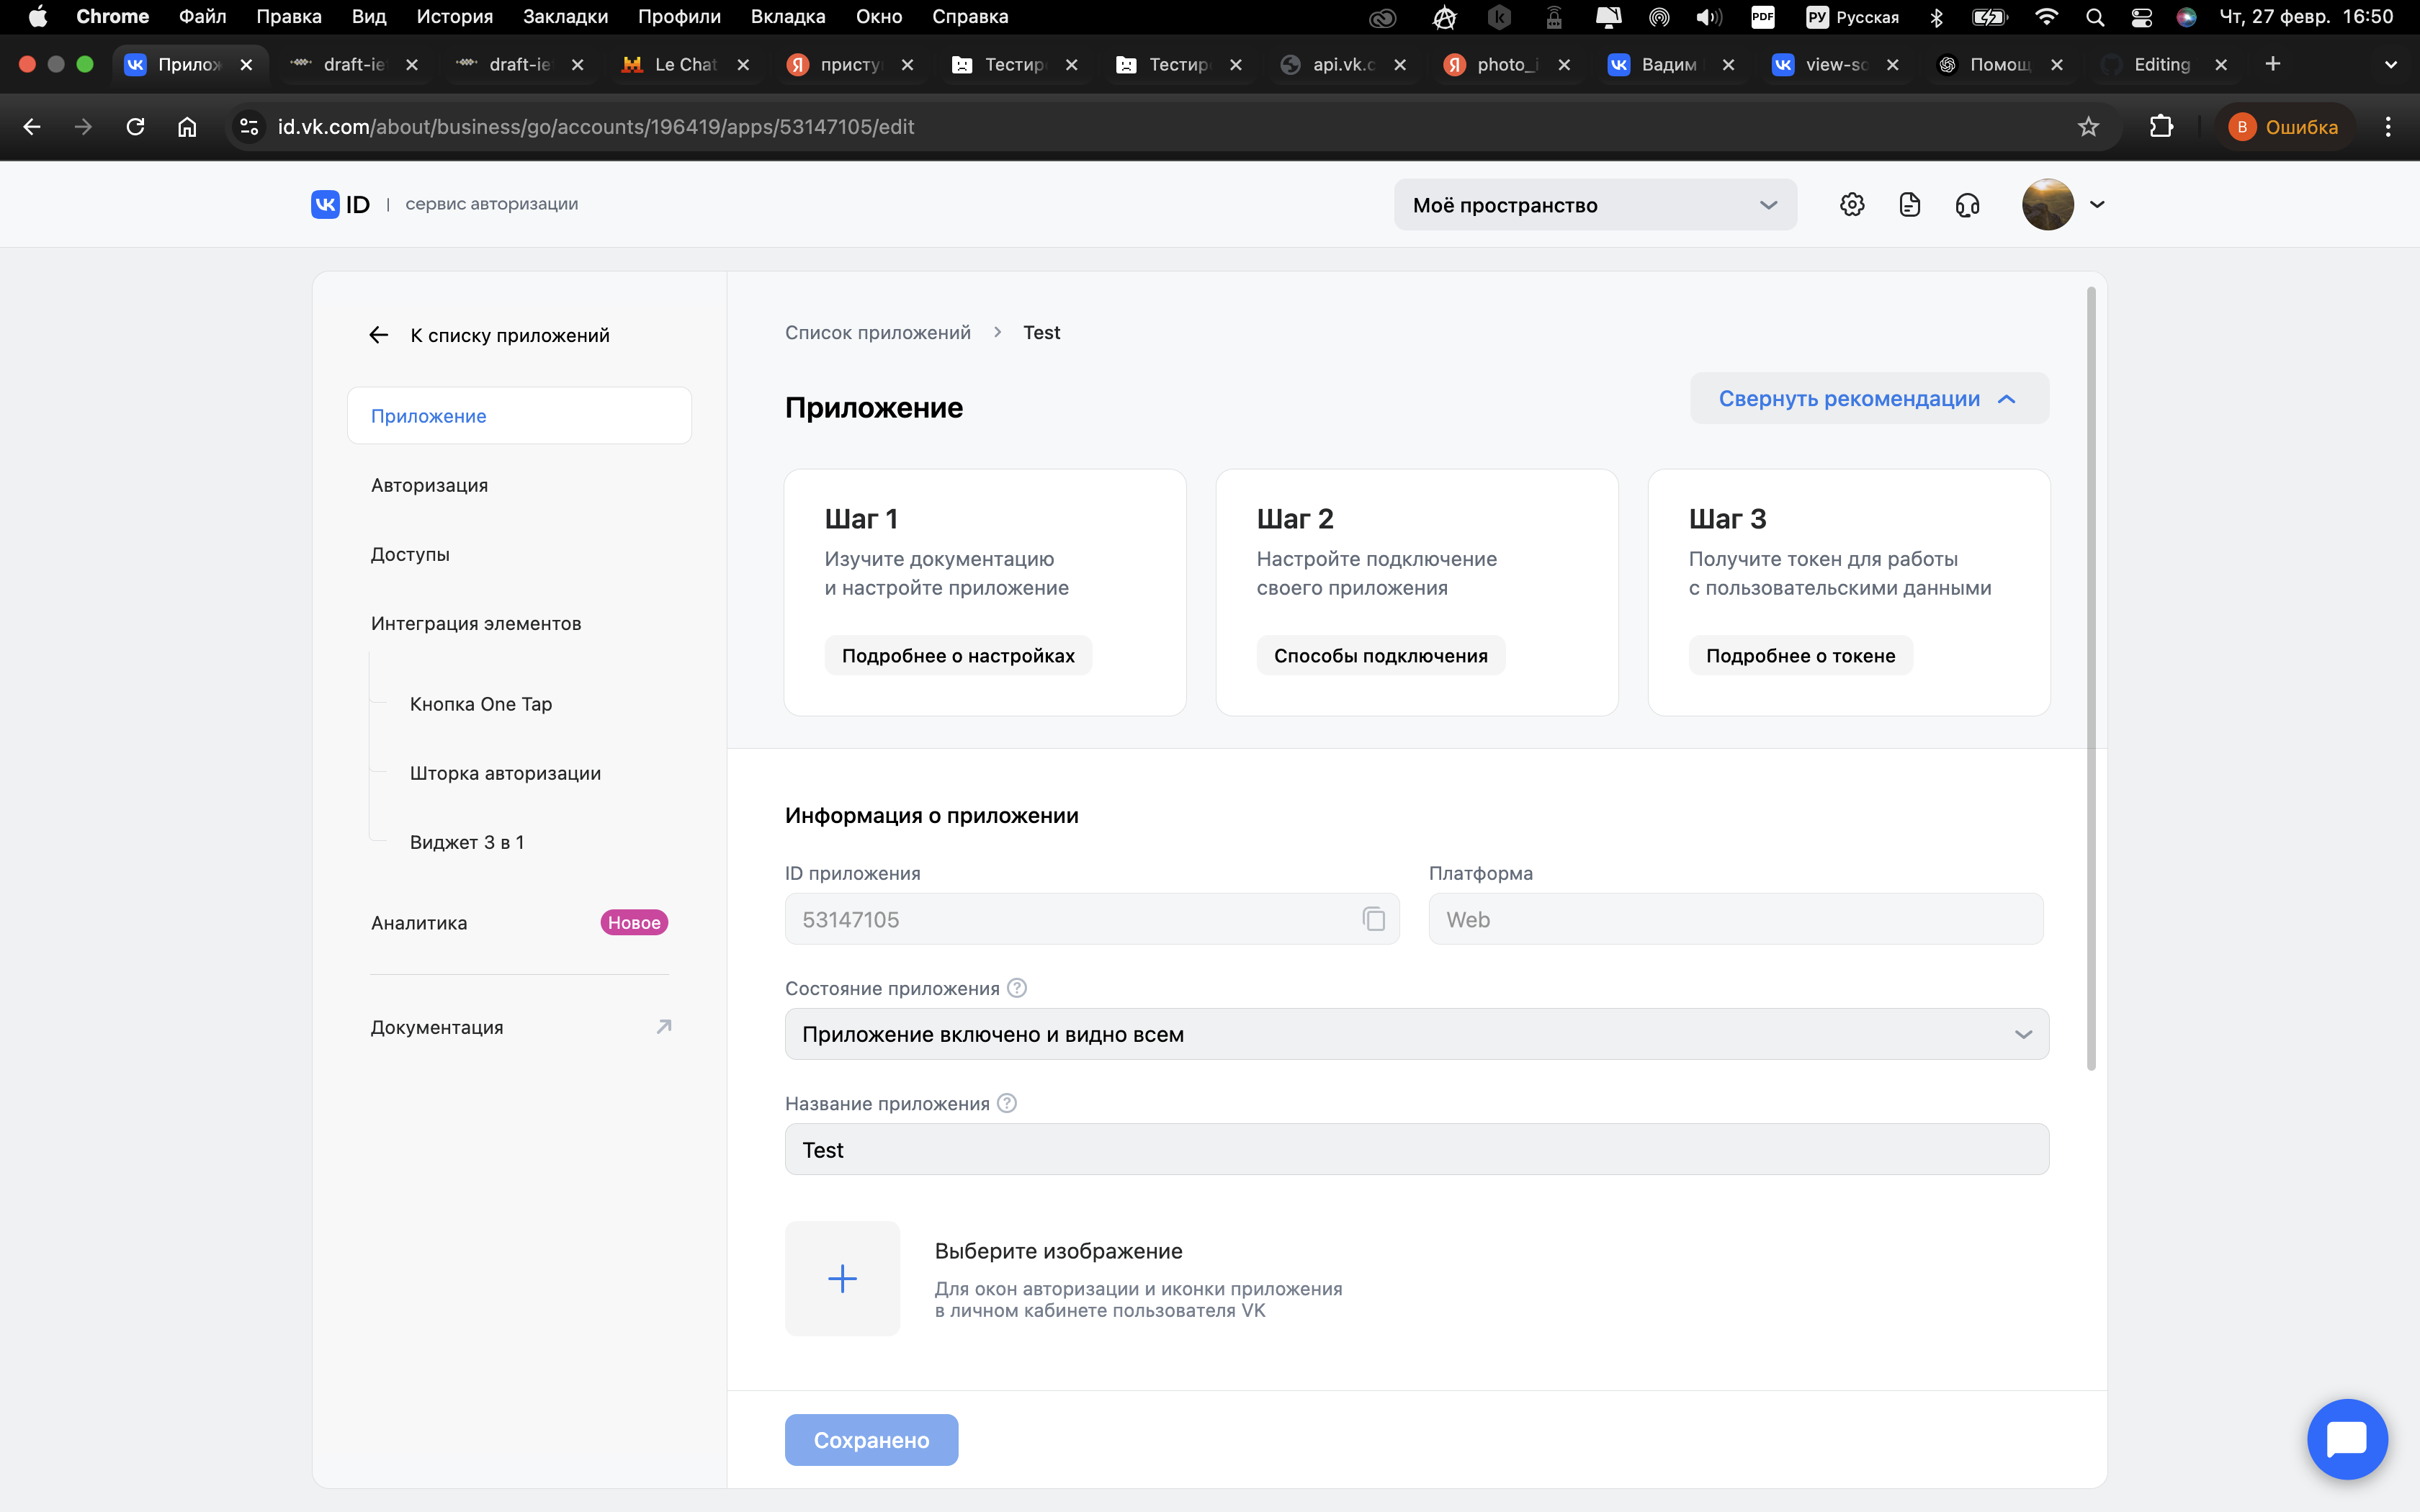 Chrome Файл Правка Вид История Закладки Профили Вкладка Окно Справка PDF РУ Русская Чт, 27 февр. 16:50
Прилож draft-ie draft-ie Le Chat присту Тестир Тестир api.vk.c photo_i Вадим view-so Помощ Editing
id.vk.com/about/business/go/accounts/196419/apps/53147105/edit В Ошибка
VK ID | сервис авторизации Моё пространство
К списку приложений
Приложение
Авторизация
Доступы
Интеграция элементов
Кнопка One Tap
Шторка авторизации
Виджет 3 в 1
Аналитика Новое
Документация
Список приложений Test
Приложение Свернуть рекомендации
Шаг 1
Изучите документацию
и настройте приложение
Подробнее о настройках
Шаг 2
Настройте подключение
своего приложения
Способы подключения
Шаг 3
Получите токен для работы
с пользовательскими данными
Подробнее о токене
Информация о приложении
ID приложения Платформа
53147105 Web
Состояние приложения
Приложение включено и видно всем
Название приложения
Test
Выберите изображение
Для окон авторизации и иконки приложения
в личном кабинете пользователя VK
Сохранено